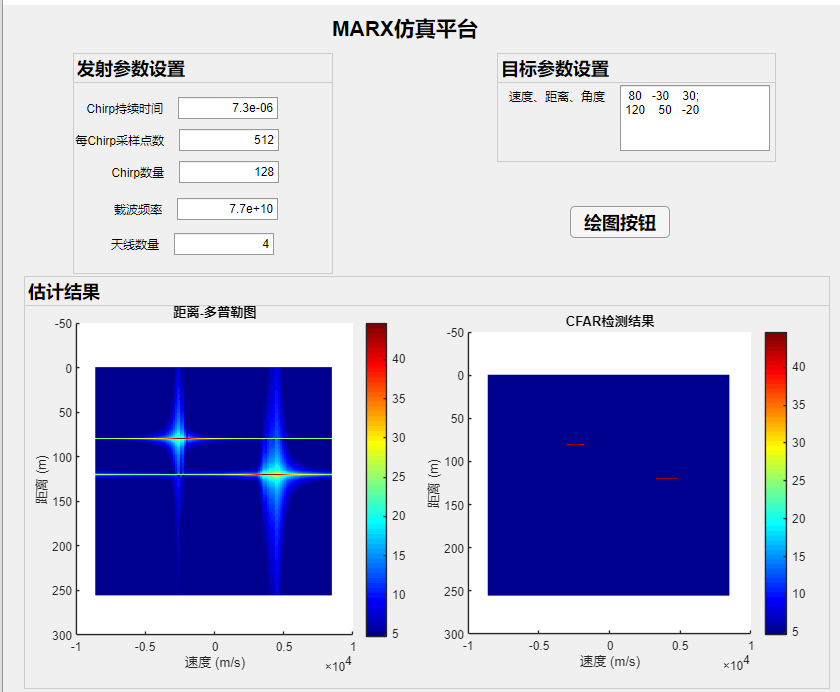 MARX仿真平台
发射参数设置
Chirp持续时间 7.3e-06
每Chirp采样点数 512
Chirp数量 128
载波频率 7.7e+10
天线数量 4
目标参数设置
速度、距离、角度
80 -30 30;
120 50 -20
绘图按钮
估计结果
距离-多普勒图
-50
0
50
100
150
200
250
300
距离 (m)
-1 -0.5 0 0.5 1
速度 (m/s)
×10⁴
40
35
30
25
20
15
10
5
CFAR检测结果
-50
0
50
100
150
200
250
300
距离 (m)
-1 -0.5 0 0.5 1
速度 (m/s)
×10⁴
40
35
30
25
20
15
10
5